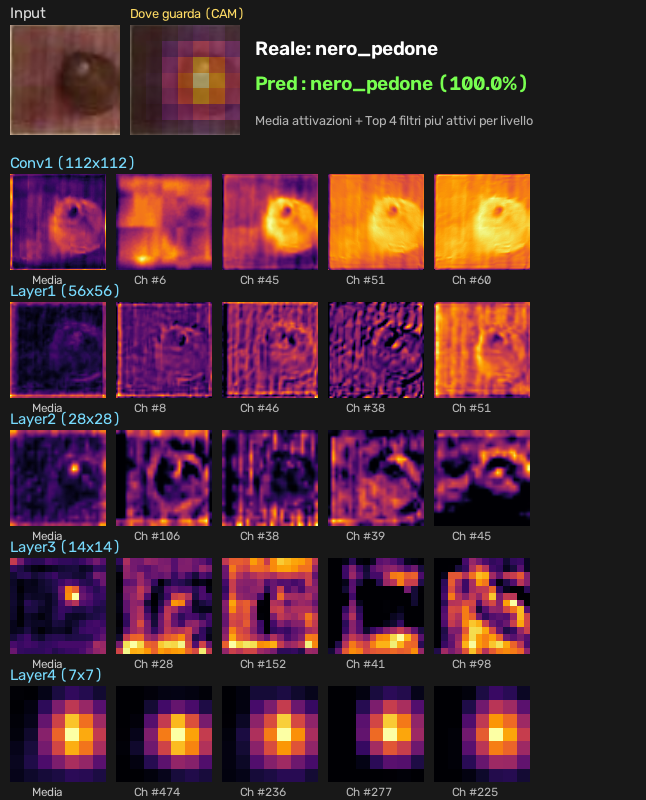 Input
Dove guarda (CAM)
Reale: nero_pedone
Pred : nero_pedone (100.0%)
Media attivazioni + Top 4 filtri piu' attivi per livello
Conv1 (112x112)
Media
Ch #6
Ch #45
Ch #51
Ch #60
Layer1 (56x56)
Media
Ch #8
Ch #46
Ch #38
Ch #51
Layer2 (28x28)
Media
Ch #106
Ch #38
Ch #39
Ch #45
Layer3 (14x14)
Media
Ch #28
Ch #152
Ch #41
Ch #98
Layer4 (7x7)
Media
Ch #474
Ch #236
Ch #277
Ch #225